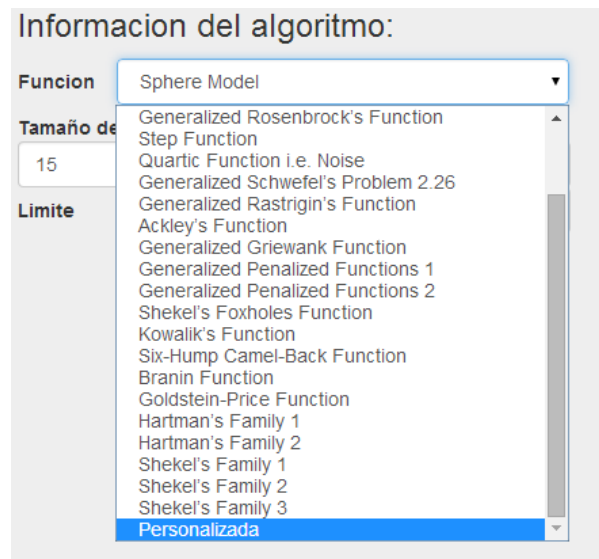 Informacion del algoritmo:
Funcion
Sphere Model
Generalized Rosenbrock's Function
Step Function
Quartic Function i.e. Noise
Generalized Schwefel's Problem 2.26
Generalized Rastrigin's Function
Ackley's Function
Generalized Griewank Function
Generalized Penalized Functions 1
Generalized Penalized Functions 2
Shekel's Foxholes Function
Kowalik's Function
Six-Hump Camel-Back Function
Branin Function
Goldstein-Price Function
Hartman's Family 1
Hartman's Family 2
Shekel's Family 1
Shekel's Family 2
Shekel's Family 3
Personalizada
Tamaño de
15
Limite